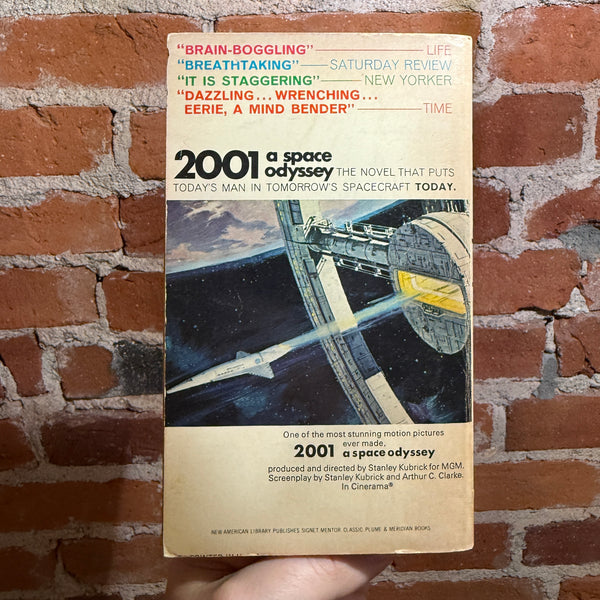 "BRAIN-BOGGLING" LIFE
"BREATHTAKING" SATURDAY REVIEW
"IT IS STAGGERING" NEW YORKER
"DAZZLING...WRENCHING...
EERIE, A MIND BENDER" TIME
2001 a space
odyssey THE NOVEL THAT PUTS
TODAY'S MAN IN TOMORROW'S SPACECRAFT TODAY.
One of the most stunning motion pictures
ever made,
2001 a space odyssey
produced and directed by Stanley Kubrick for MGM.
Screenplay by Stanley Kubrick and Arthur C. Clarke.
In Cinerama®
NEW AMERICAN LIBRARY PUBLISHES SIGNET MENTOR, CLASSIC, PLUME & MERIDIAN BOOKS
PRINTED IN